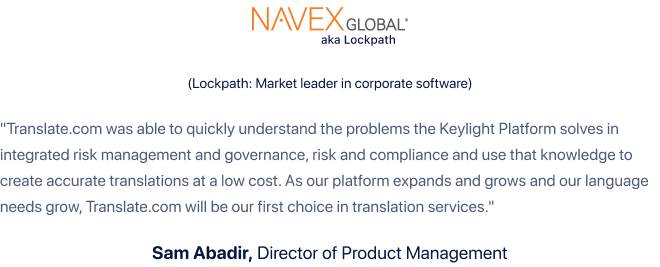 NAVEX GLOBAL®
aka Lockpath
(Lockpath: Market leader in corporate software)
"Translate.com was able to quickly understand the problems the Keylight Platform solves in
integrated risk management and governance, risk and compliance and use that knowledge to
create accurate translations at a low cost. As our platform expands and grows and our language
needs grow, Translate.com will be our first choice in translation services."
Sam Abadir, Director of Product Management